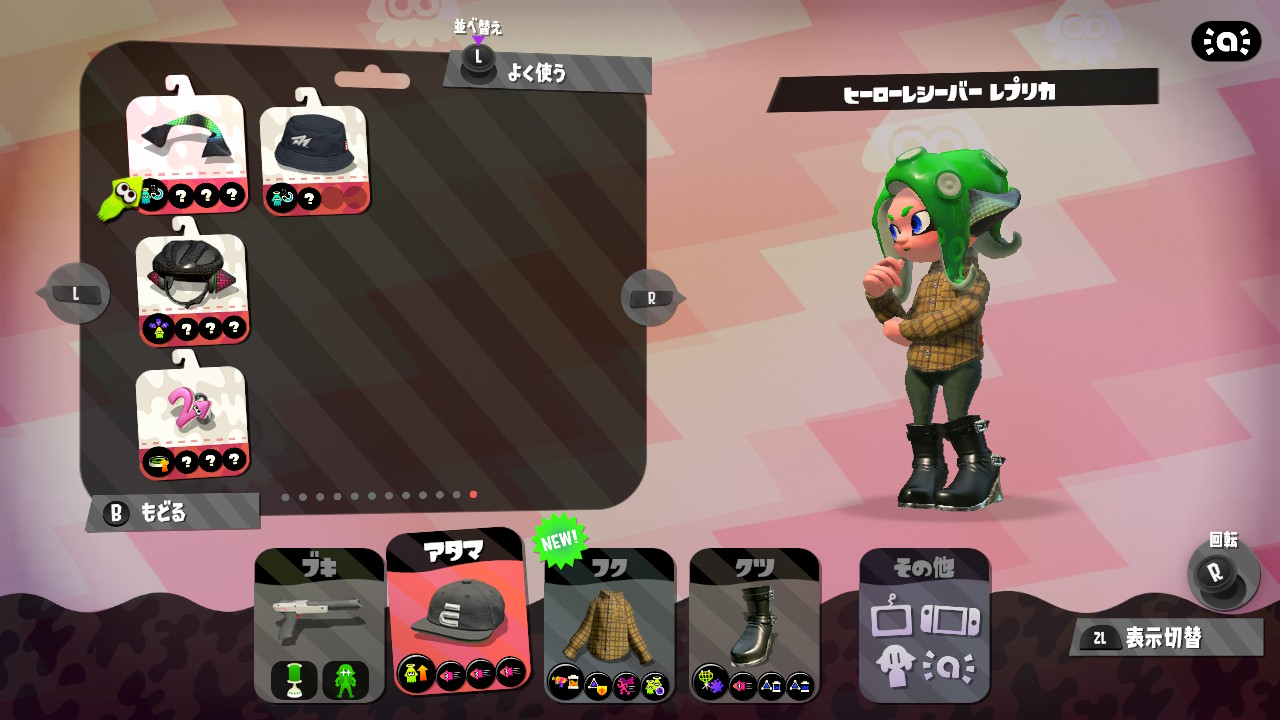 並べ替え
L
よく使う
ヒーローレシーバー レプリカ
? ? ?
?
L
R
? ? ?
? ? ?
B もどる
NEW!
ブキ
アタマ
フク
クツ
その他
回転
R
ZL 表示切替